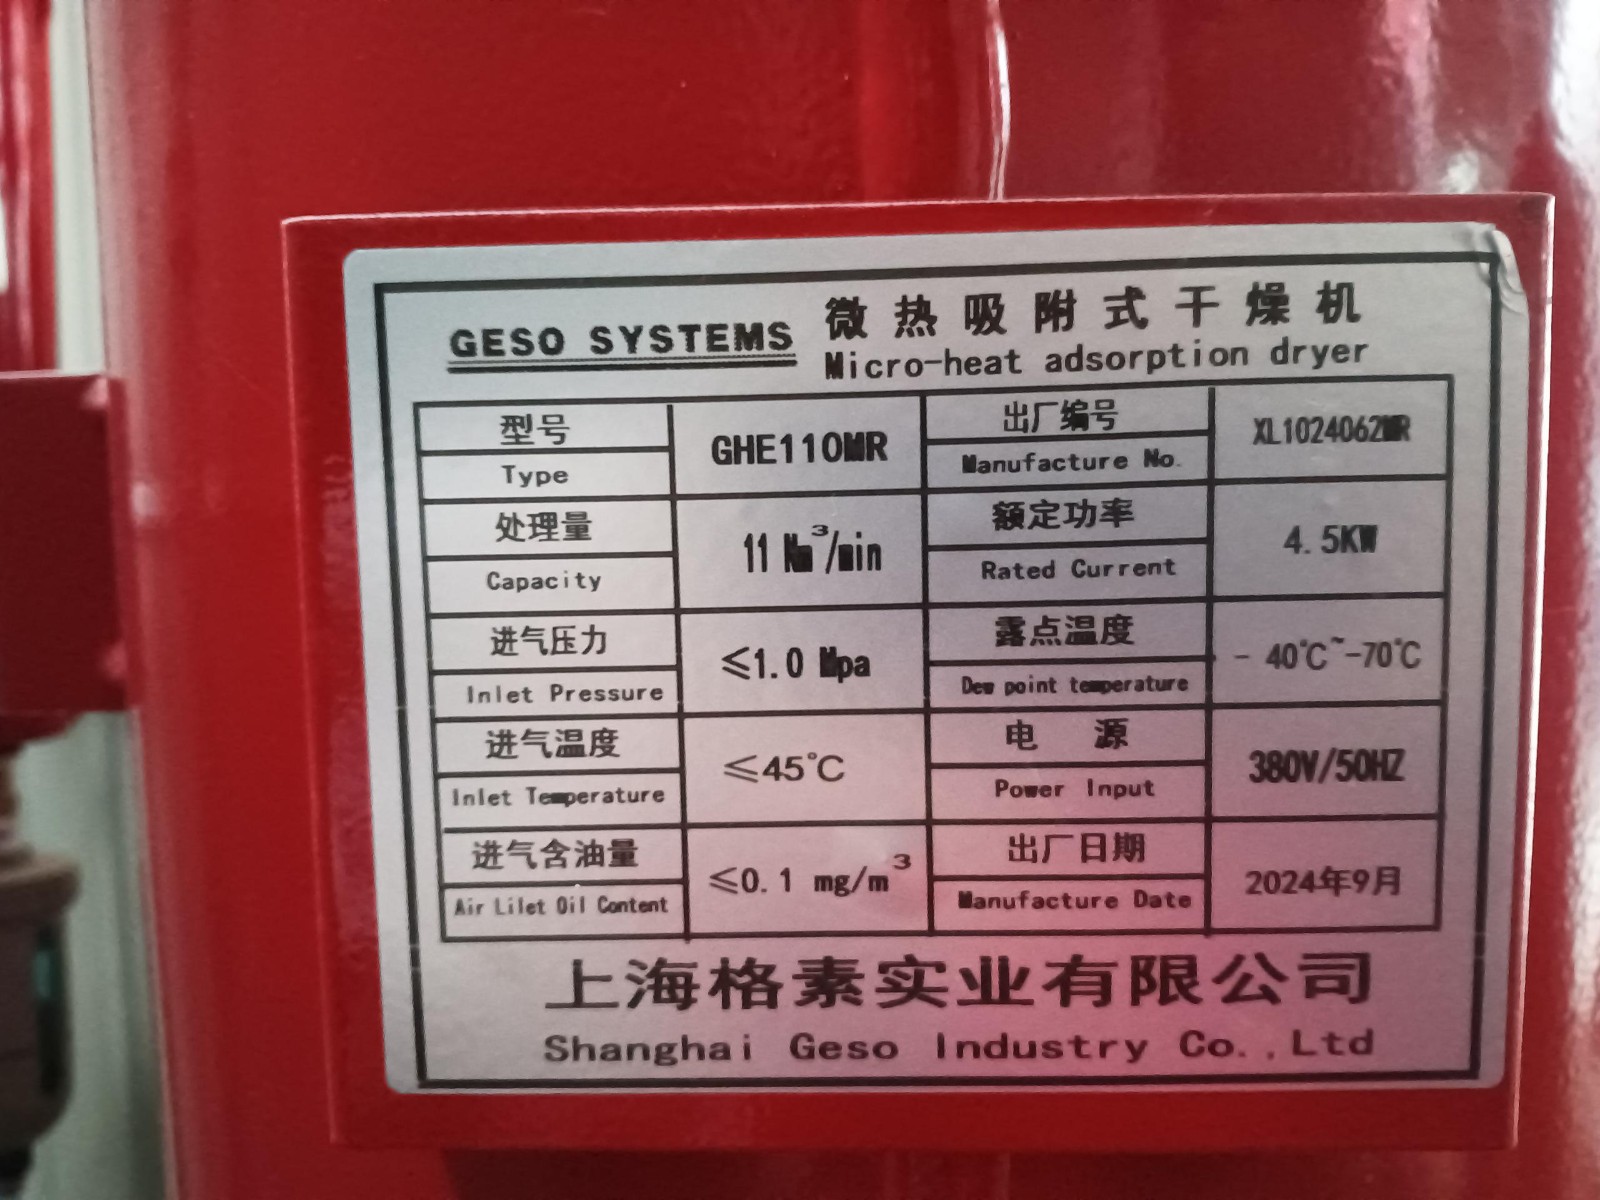 GESO SYSTEMS
微热吸附式干燥机
Micro-heat adsorption dryer
型号
Type
GHE110MR
出厂编号
Manufacture No.
XL1024062MR
处理量
Capacity
11 Nm³/min
额定功率
Rated Current
4.5KW
进气压力
Inlet Pressure
≤1.0 Mpa
露点温度
Dew point temperature
- 40℃~-70℃
进气温度
Inlet Temperature
≤45℃
电 源
Power Input
380V/50HZ
进气含油量
Air Lilet Oil Content
≤0.1 mg/m³
出厂日期
Manufacture Date
2024年9月
上海格素实业有限公司
Shanghai Geso Industry Co.,Ltd